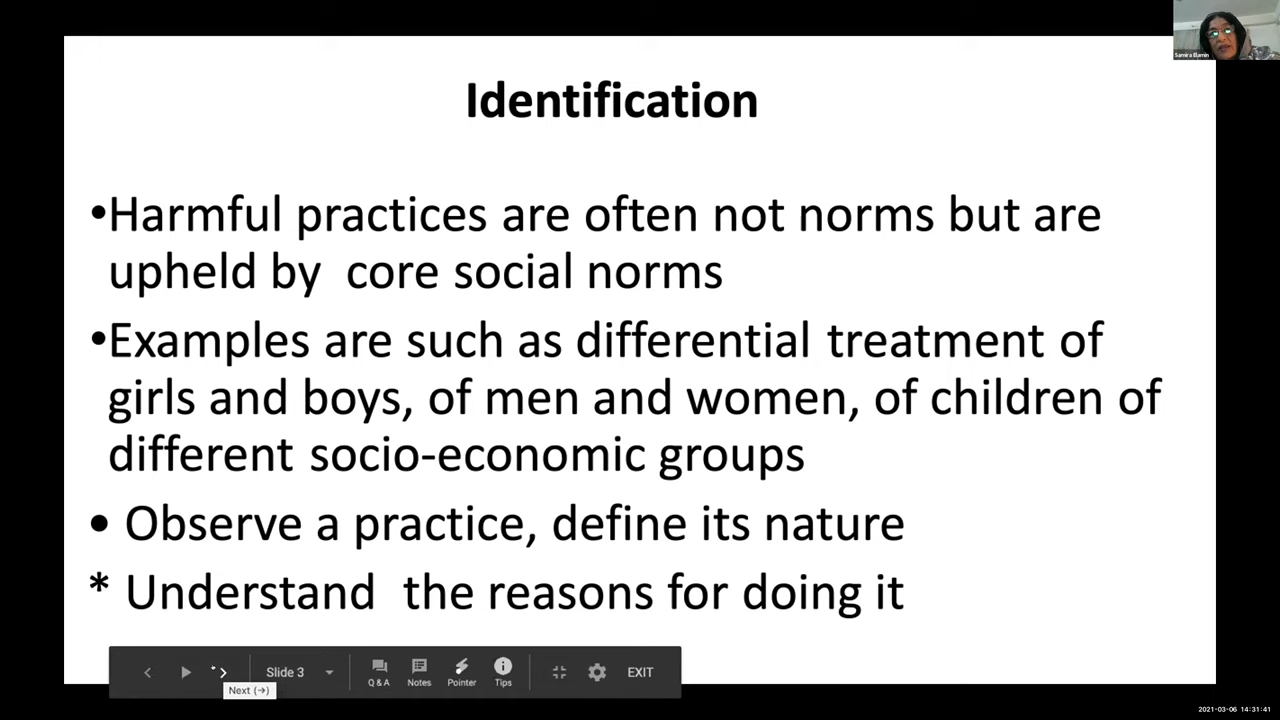 Samira Elamin
Identification
•Harmful practices are often not norms but are
upheld by  core social norms
•Examples are such as differential treatment of
girls and boys, of men and women, of children of
different socio-economic groups
• Observe a practice, define its nature
* Understand  the reasons for doing it
Slide 3
Q & A
Notes
Pointer
Tips
EXIT
Next (→)
2021-03-06 14:31:41